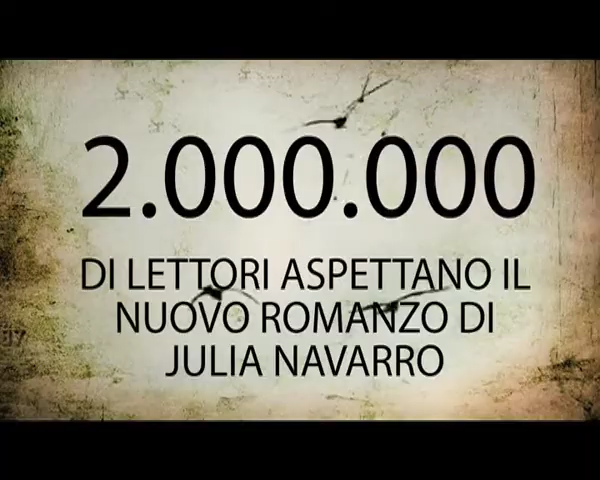 2.000.000
DI LETTORI ASPETTANO IL
NUOVO ROMANZO DI
JULIA NAVARRO